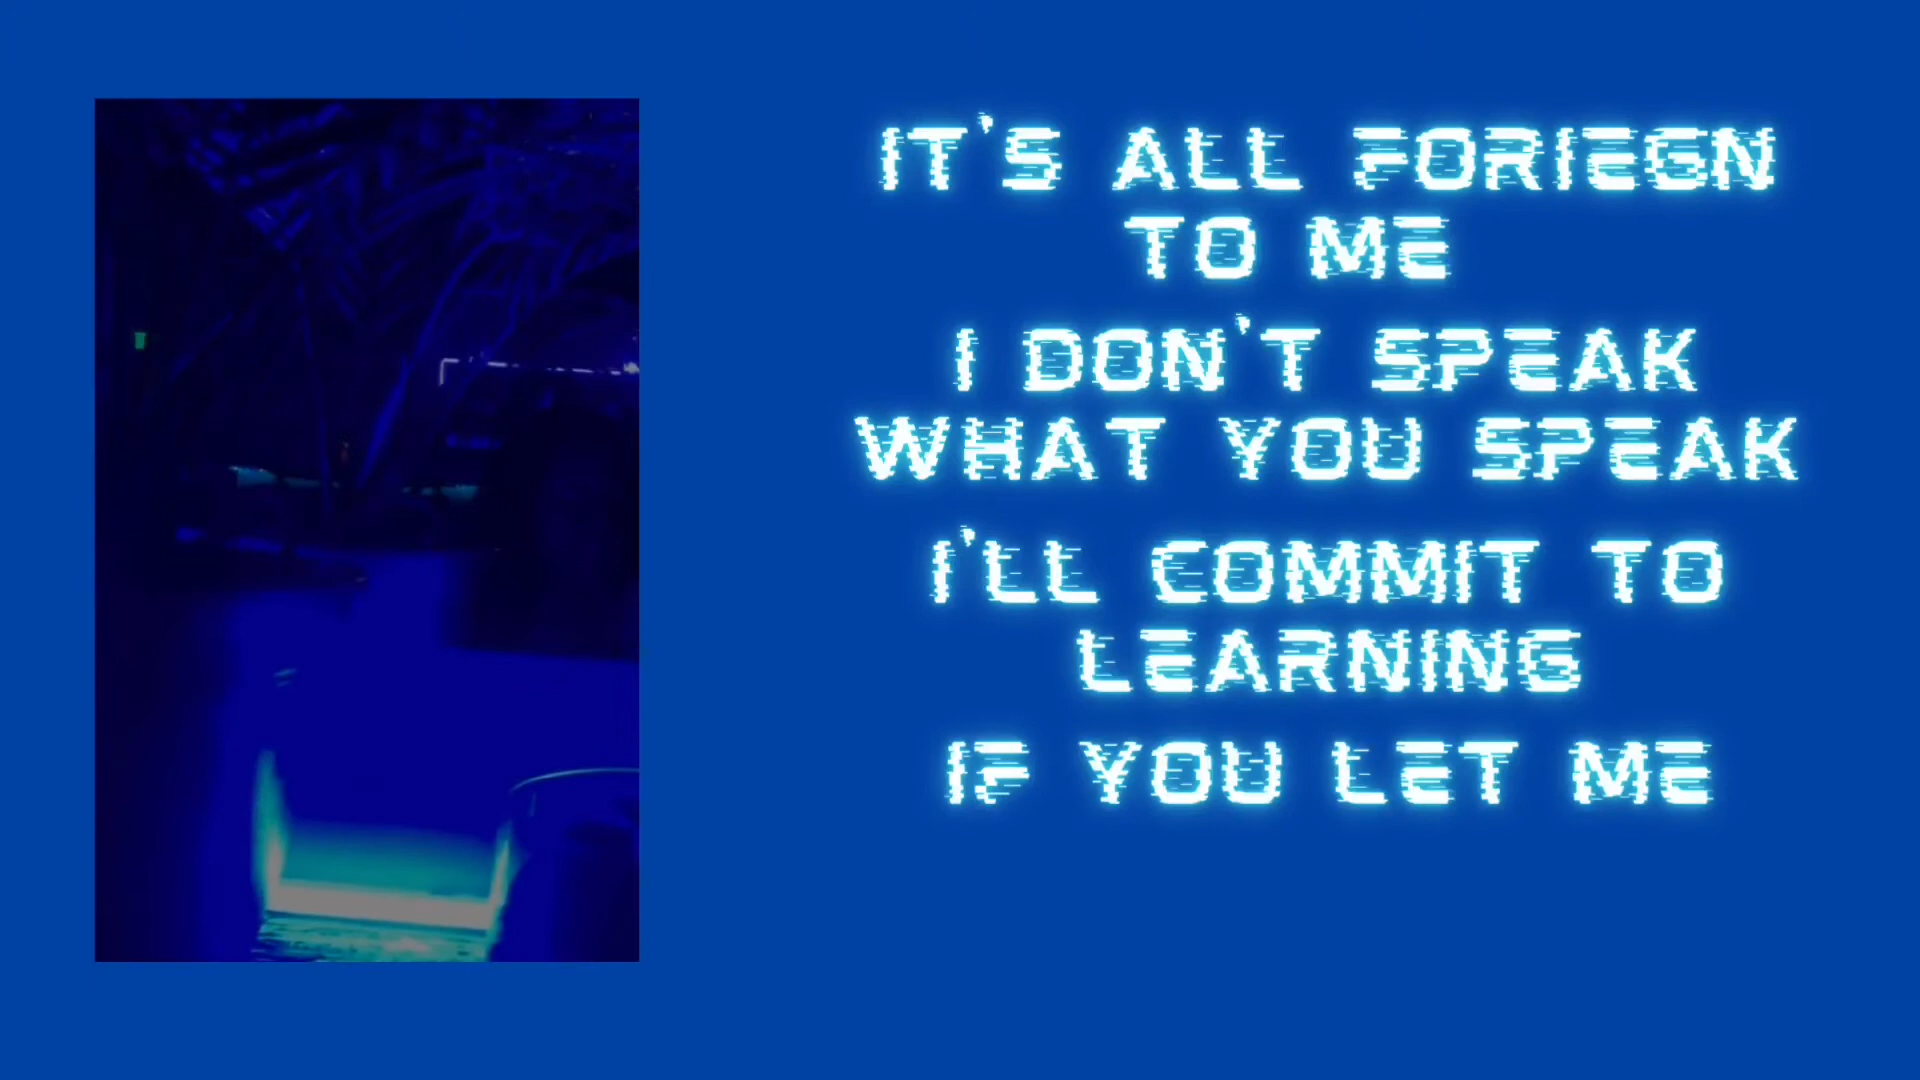 IT'S ALL FORIEGN
TO ME
I DON'T SPEAK
WHAT YOU SPEAK
I'LL COMMIT TO
LEARNING
IF YOU LET ME